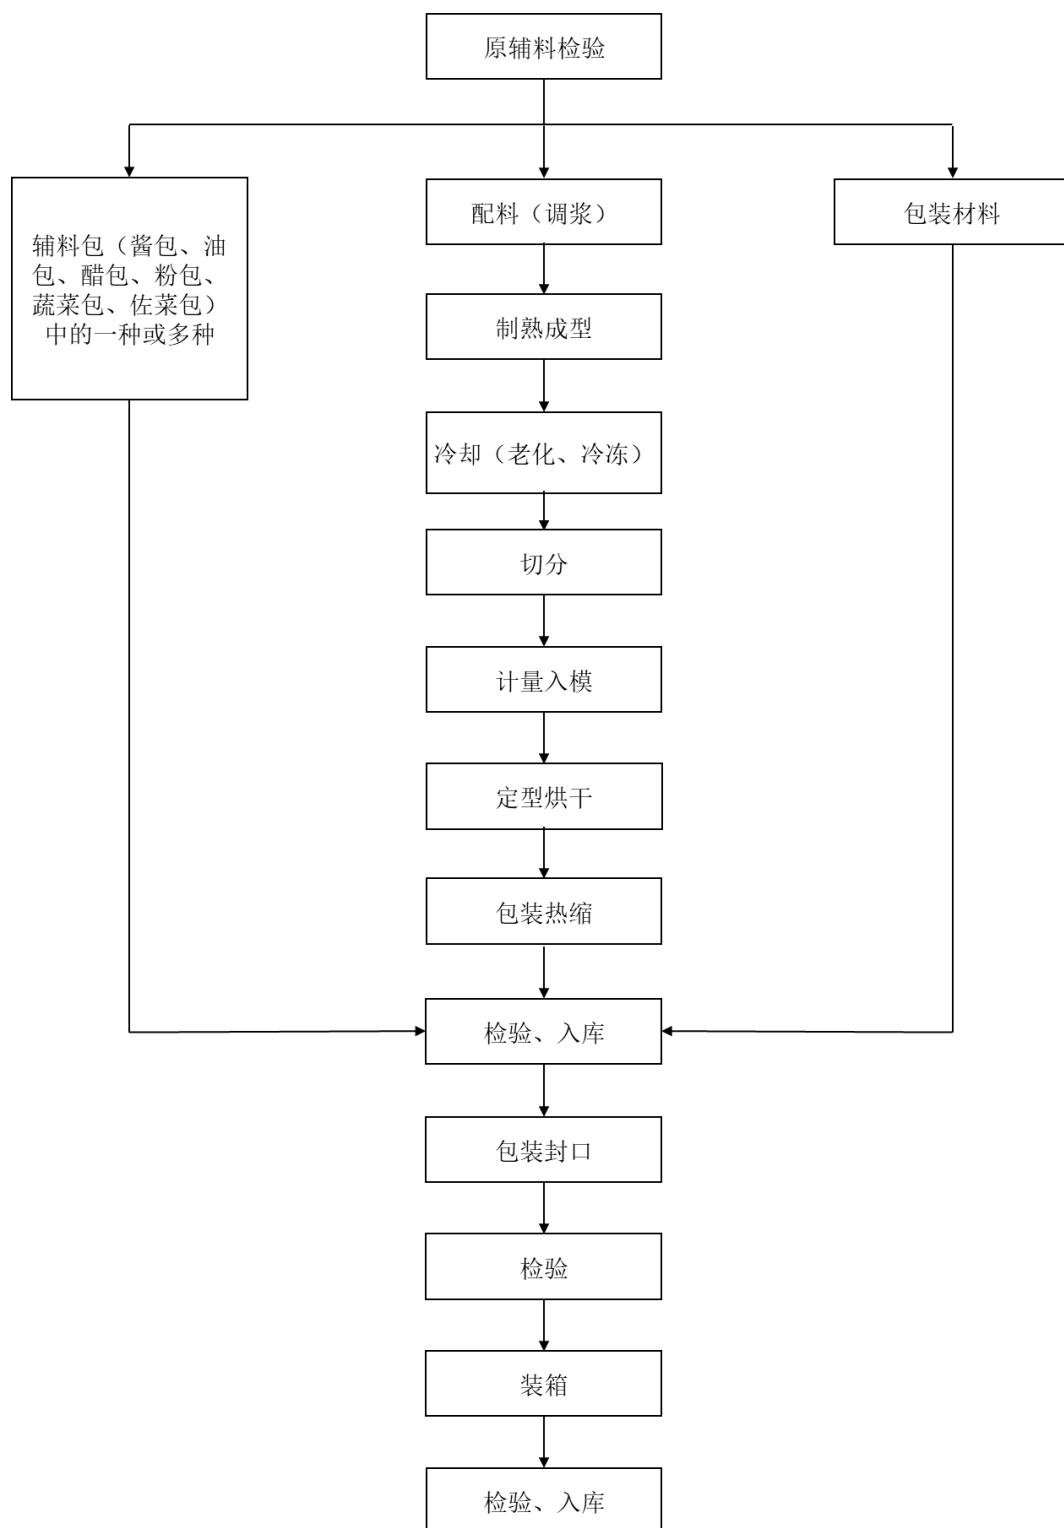 原辅料检验
辅料包（酱包、油
包、醋包、粉包、
蔬菜包、佐菜包）
中的一种或多种
配料（调浆）
包装材料
制熟成型
冷却（老化、冷冻）
切分
计量入模
定型烘干
包装热缩
检验、入库
包装封口
检验
装箱
检验、入库